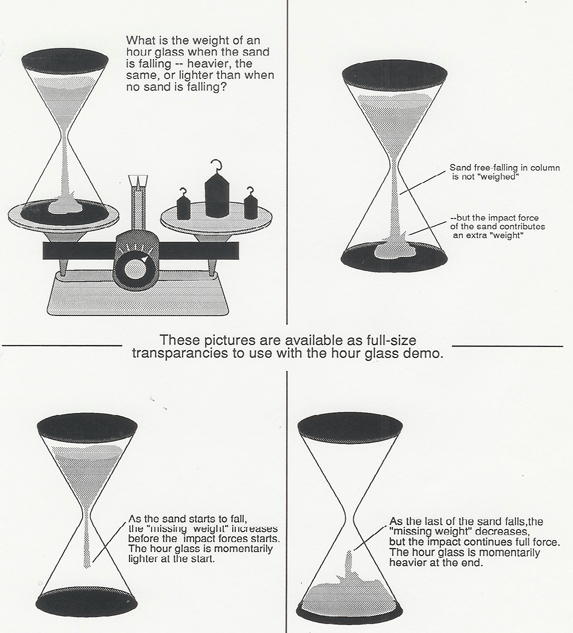 What is the weight of an
hour glass when the sand
is falling -- heavier, the
same, or lighter than when
no sand is falling?
Sand free-falling in column
is not "weighed"
--but the impact force
of the sand contributes
an extra "weight"
These pictures are available as full-size
transparancies to use with the hour glass demo.
As the sand starts to fall,
the "missing weight" increases
before the impact forces starts.
The hour glass is momentarily
lighter at the start.
As the last of the sand falls,the
"missing weight" decreases,
but the impact continues full force.
The hour glass is momentarily
heavier at the end.